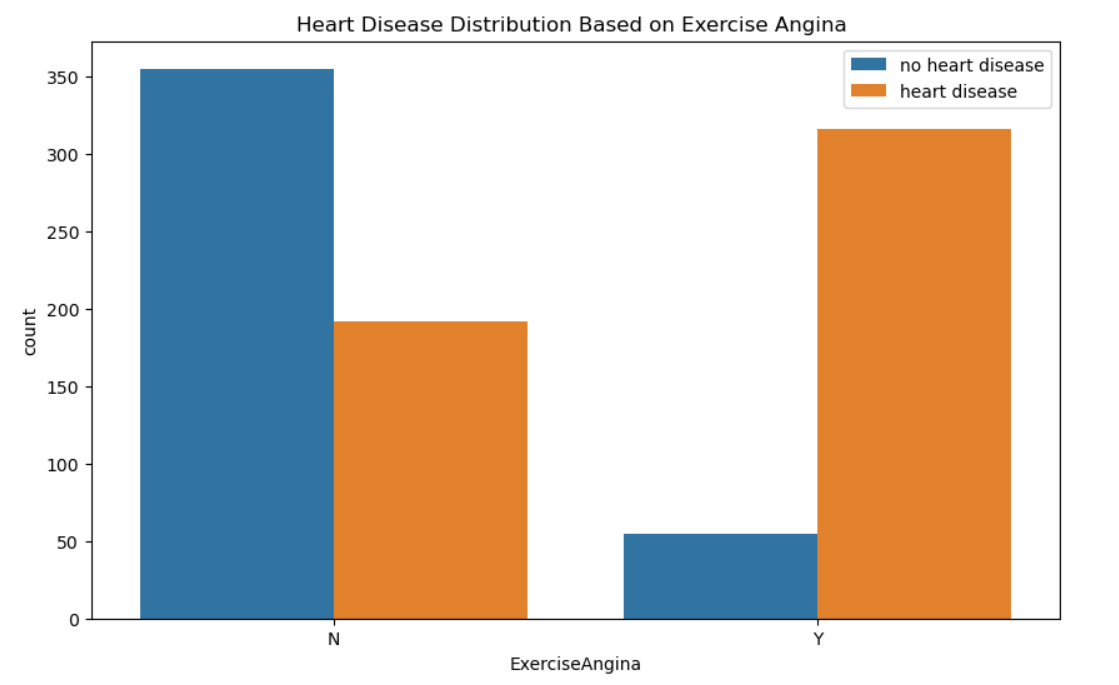 Heart Disease Distribution Based on Exercise Angina
no heart disease
heart disease
350
300
250
200
150
100
50
0
count
N
Y
ExerciseAngina